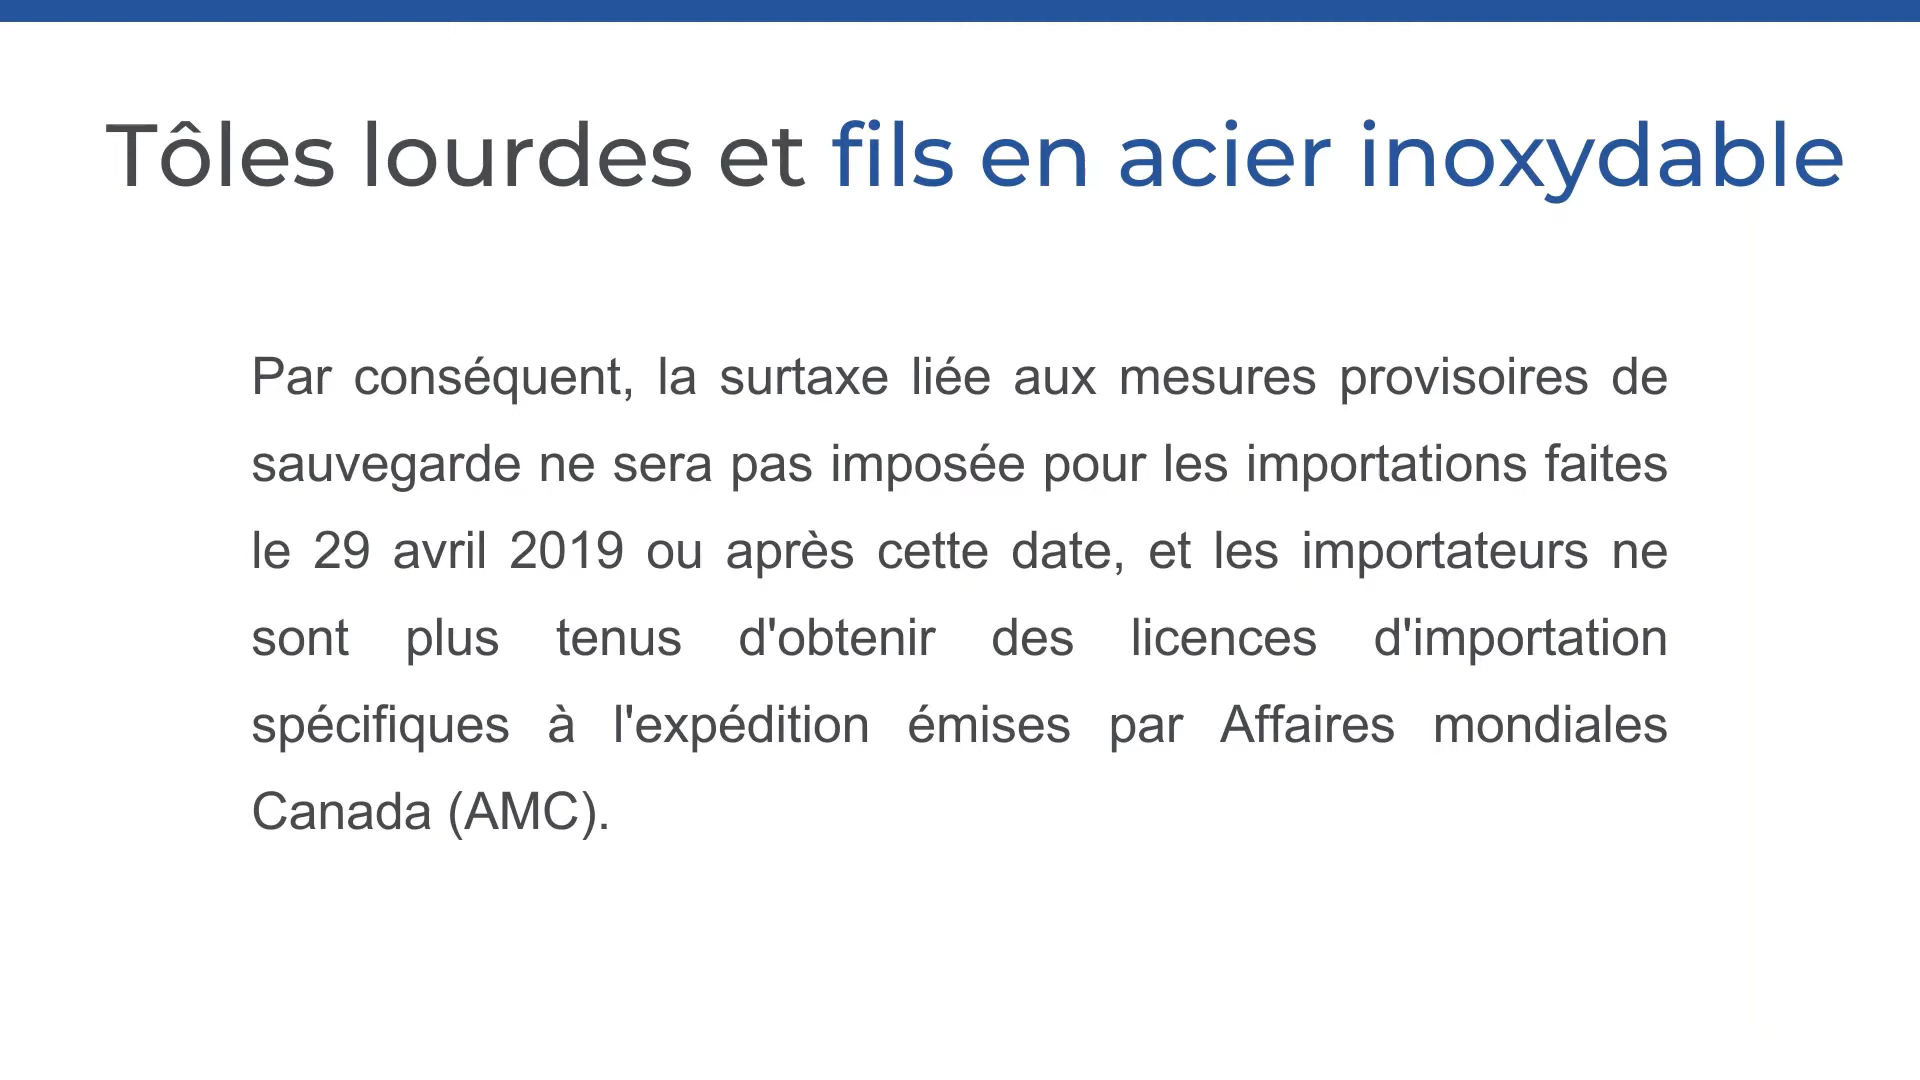 Tôles lourdes et fils en acier inoxydable
Par conséquent, la surtaxe liée aux mesures provisoires de
sauvegarde ne sera pas imposée pour les importations faites
le 29 avril 2019 ou après cette date, et les importateurs ne
sont plus tenus d'obtenir des licences d'importation
spécifiques à l'expédition émises par Affaires mondiales
Canada (AMC).